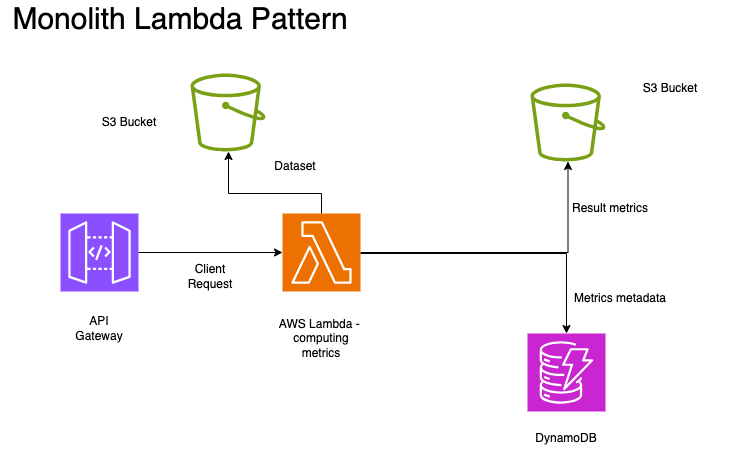 Monolith Lambda Pattern
S3 Bucket
S3 Bucket
Dataset
Result metrics
</>
Client
Request
Metrics metadata
API
Gateway
AWS Lambda -
computing
metrics
DynamoDB